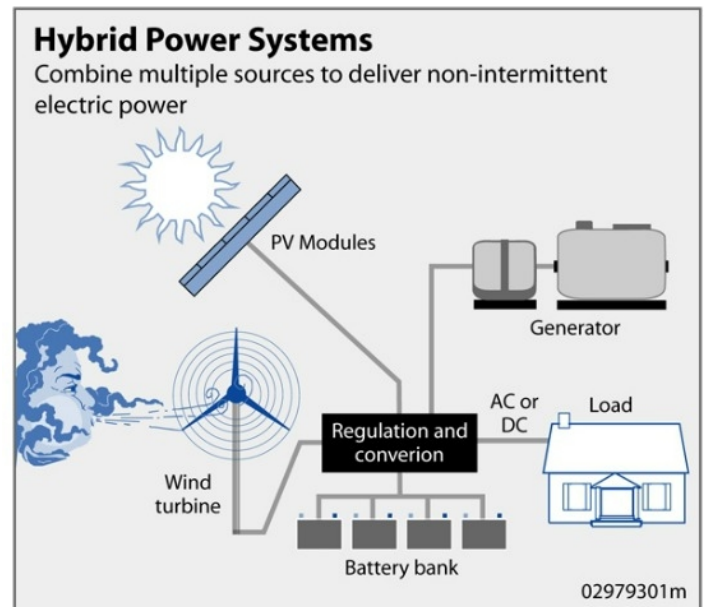 Hybrid Power Systems
Combine multiple sources to deliver non-intermittent
electric power
PV Modules
Generator
AC or
DC
Load
Regulation and
converion
Wind
turbine
Battery bank
02979301m